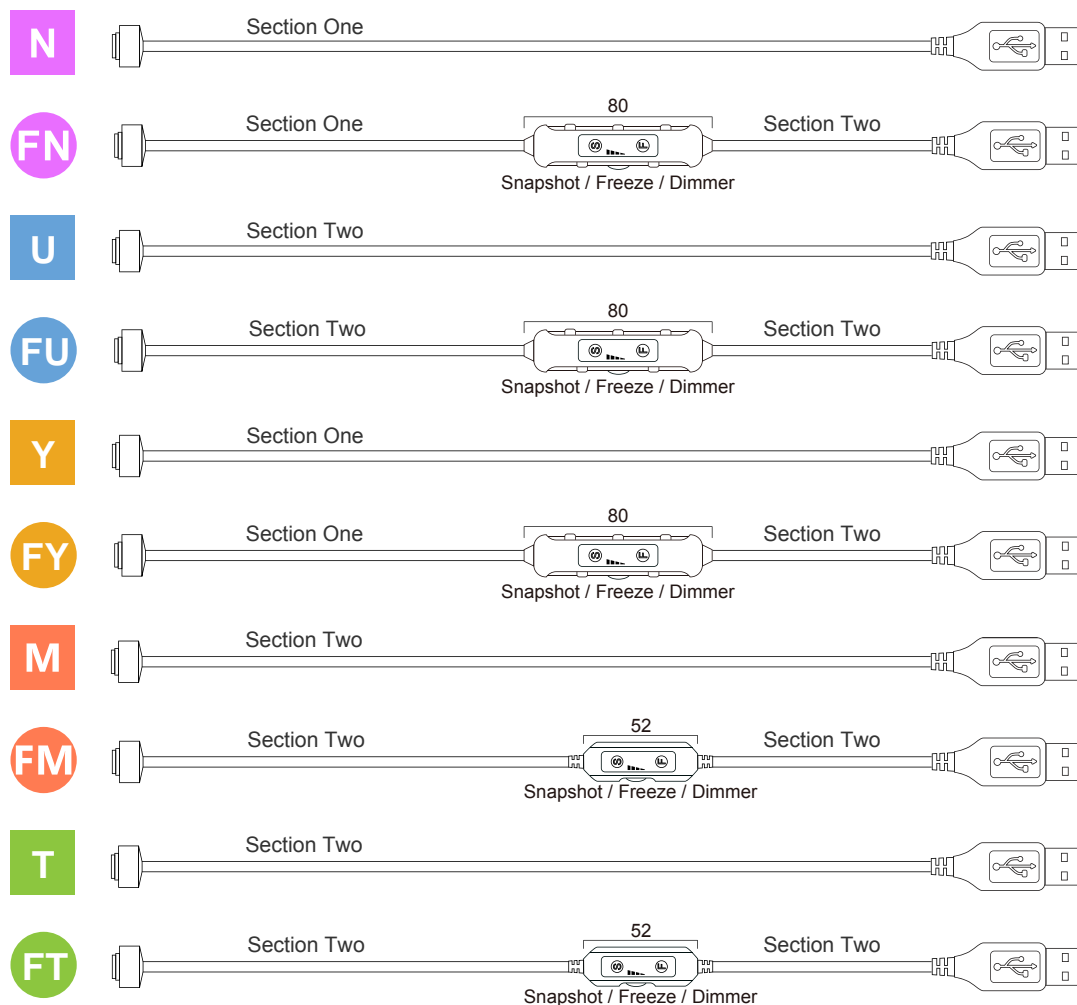 N
Section One
FN
Section One
80
Section Two
S
F
Snapshot / Freeze / Dimmer
U
Section Two
FU
Section Two
80
Section Two
S
F
Snapshot / Freeze / Dimmer
Y
Section One
FY
Section One
80
Section Two
S
F
Snapshot / Freeze / Dimmer
M
Section Two
FM
Section Two
52
Section Two
S
F
Snapshot / Freeze / Dimmer
T
Section Two
FT
Section Two
52
Section Two
S
F
Snapshot / Freeze / Dimmer